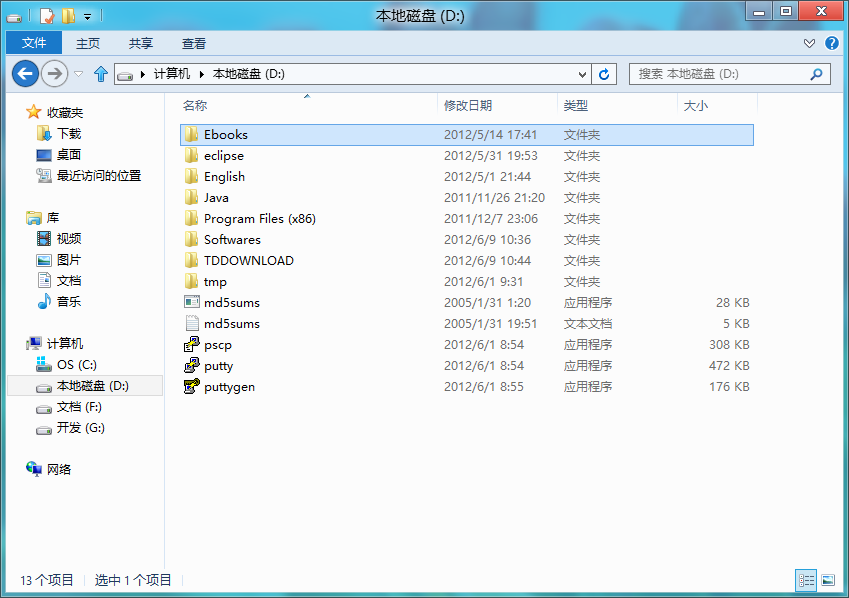 本地磁盘 (D:)
文件 主页 共享 查看
计算机 本地磁盘 (D:) 搜索 本地磁盘 (D:)
收藏夹
下载
桌面
最近访问的位置
库
视频
图片
文档
音乐
计算机
OS (C:)
本地磁盘 (D:)
文档 (F:)
开发 (G:)
网络
名称 修改日期 类型 大小
Ebooks 2012/5/14 17:41 文件夹
eclipse 2012/5/31 19:53 文件夹
English 2012/5/1 21:44 文件夹
Java 2011/11/26 21:20 文件夹
Program Files (x86) 2011/12/7 23:06 文件夹
Softwares 2012/6/9 10:36 文件夹
TDDOWNLOAD 2012/6/9 10:44 文件夹
tmp 2012/6/1 9:31 文件夹
md5sums 2005/1/31 1:20 应用程序 28 KB
md5sums 2005/1/31 19:51 文本文档 5 KB
pscp 2012/6/1 8:54 应用程序 308 KB
putty 2012/6/1 8:54 应用程序 472 KB
puttygen 2012/6/1 8:55 应用程序 176 KB
13 个项目 选中 1 个项目